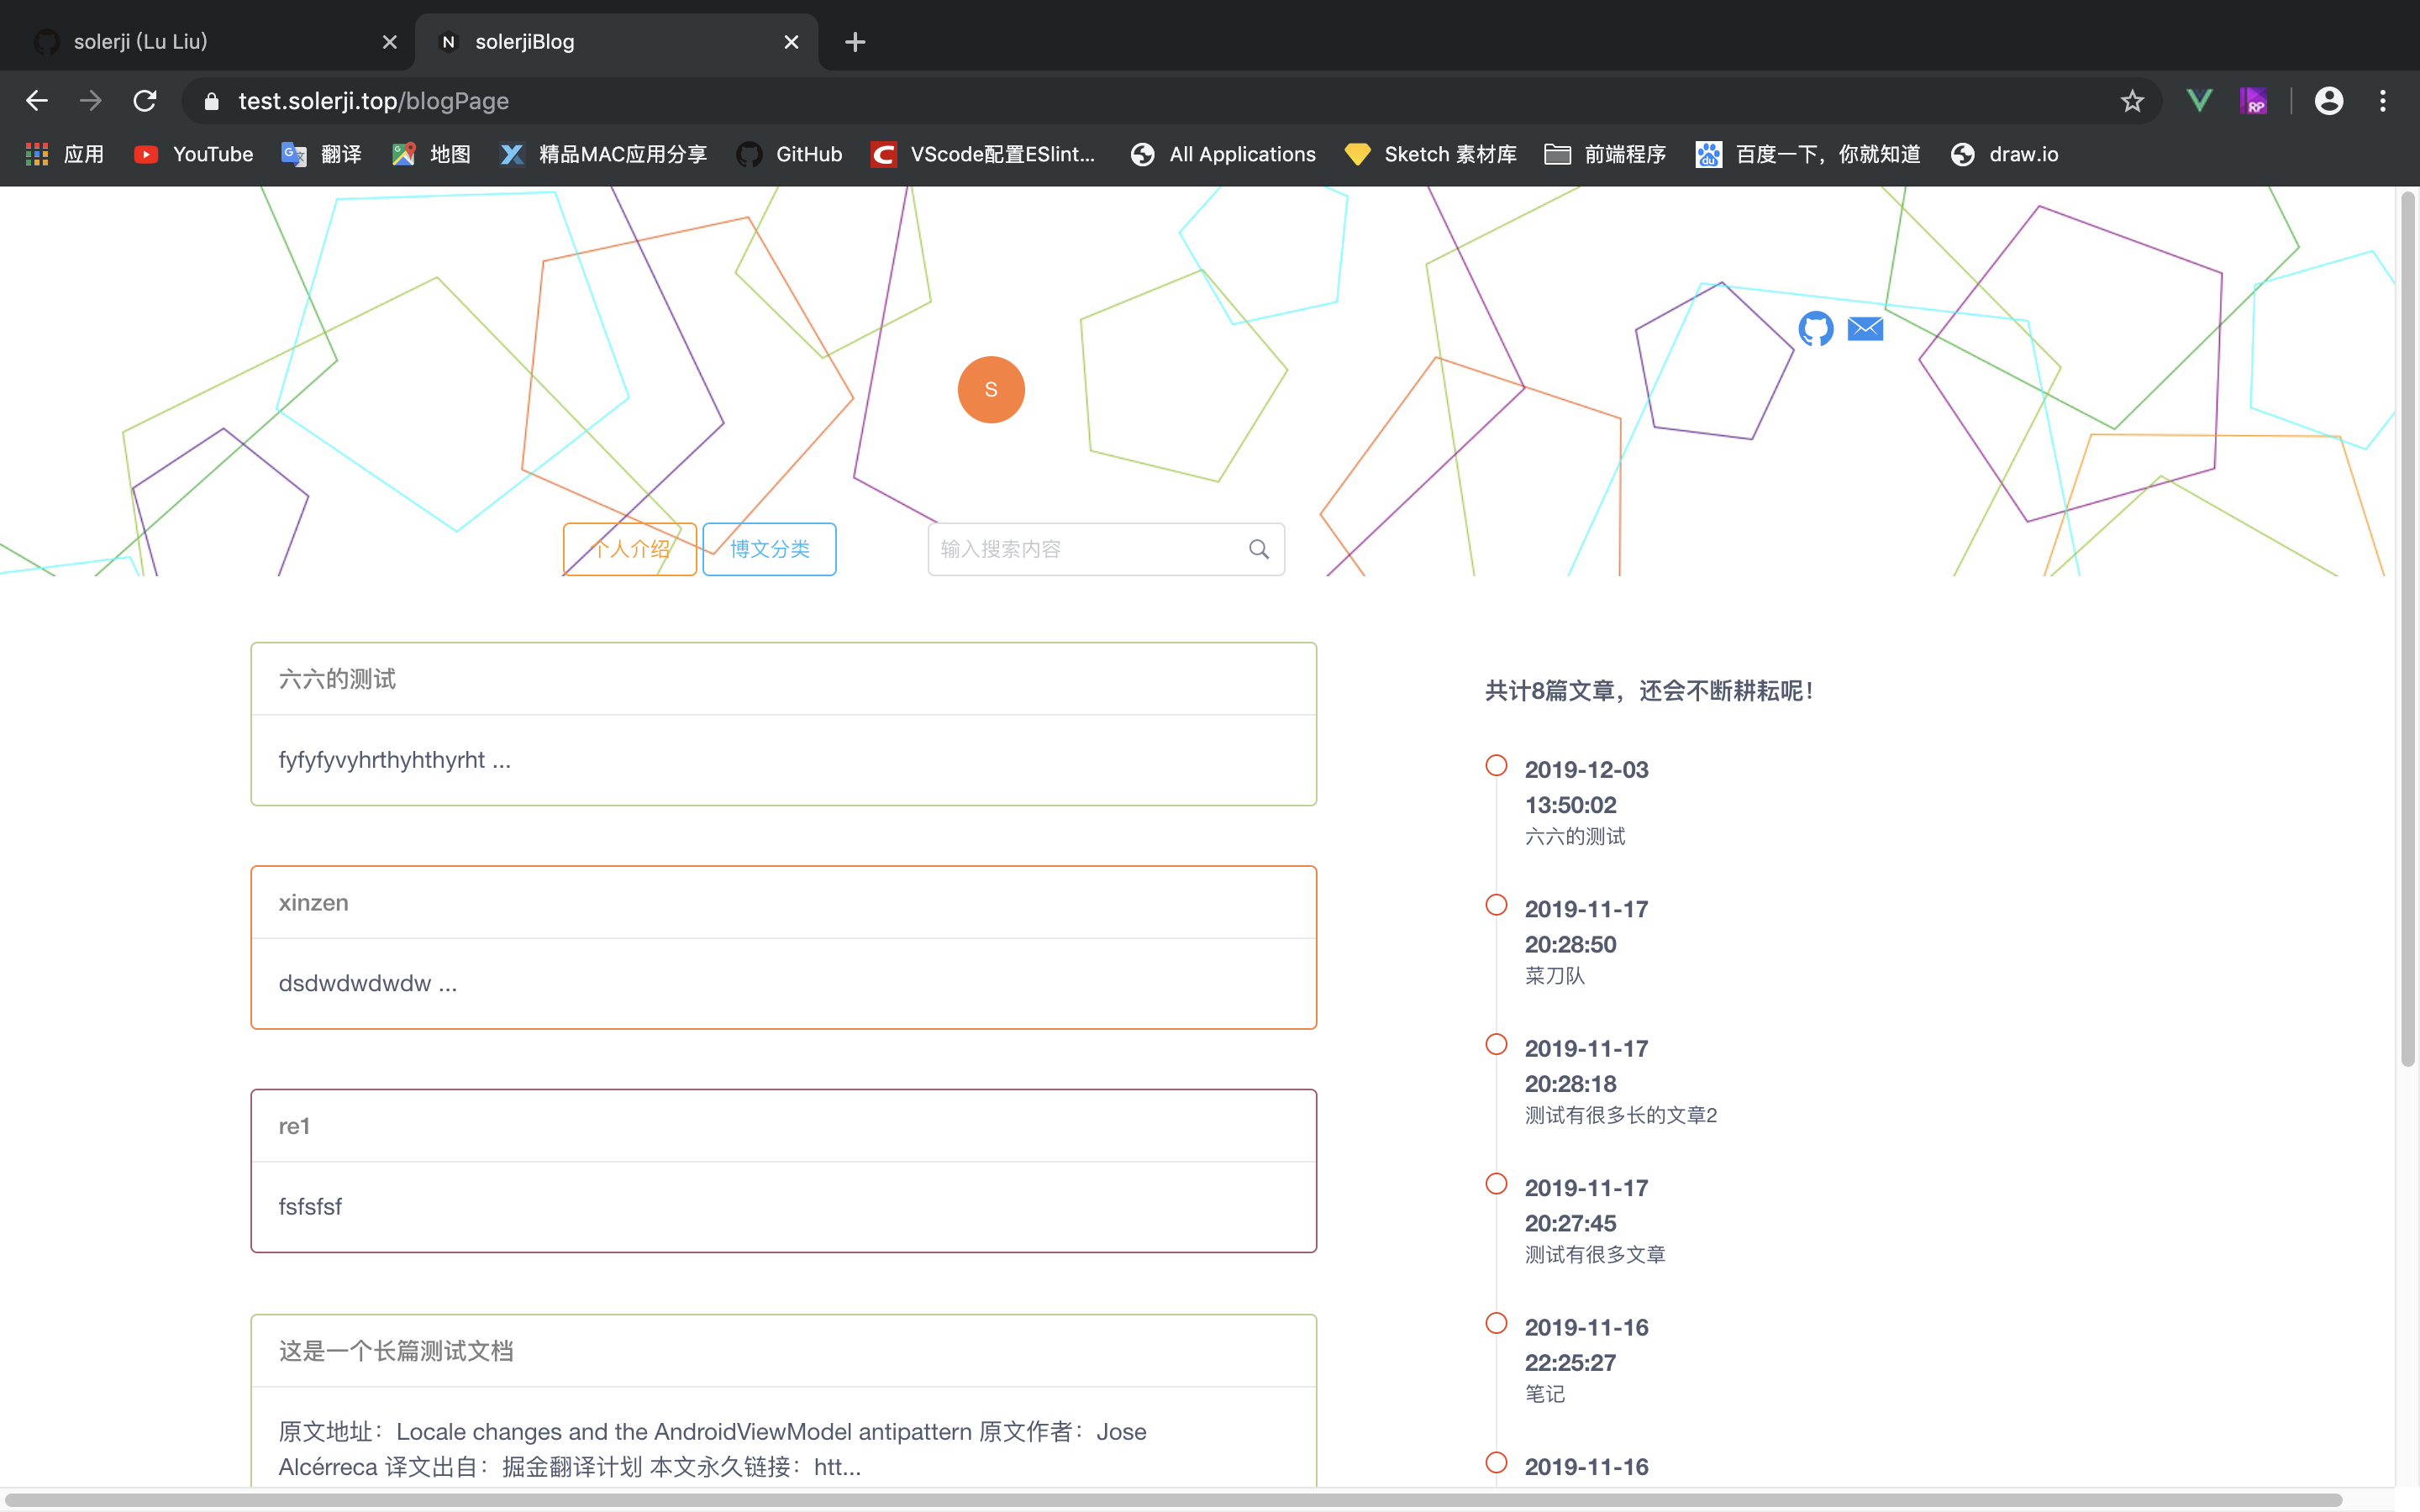 solerji (Lu Liu)
solerjiBlog
test.solerji.top/blogPage
应用
YouTube
翻译
地图
精品MAC应用分享
GitHub
VScode配置ESlint...
All Applications
Sketch 素材库
前端程序
百度一下，你就知道
draw.io
S
个人介绍
博文分类
输入搜索内容
六六的测试
fyfyfyvyhrthyhthyrht ...
xinzen
dsdwdwdwdw ...
re1
fsfsfsf
这是一个长篇测试文档
原文地址：Locale changes and the AndroidViewModel antipattern 原文作者：Jose
Alcérreca 译文出自：掘金翻译计划 本文永久链接：htt...
共计8篇文章，还会不断耕耘呢！
2019-12-03
13:50:02
六六的测试
2019-11-17
20:28:50
菜刀队
2019-11-17
20:28:18
测试有很多长的文章2
2019-11-17
20:27:45
测试有很多文章
2019-11-16
22:25:27
笔记
2019-11-16